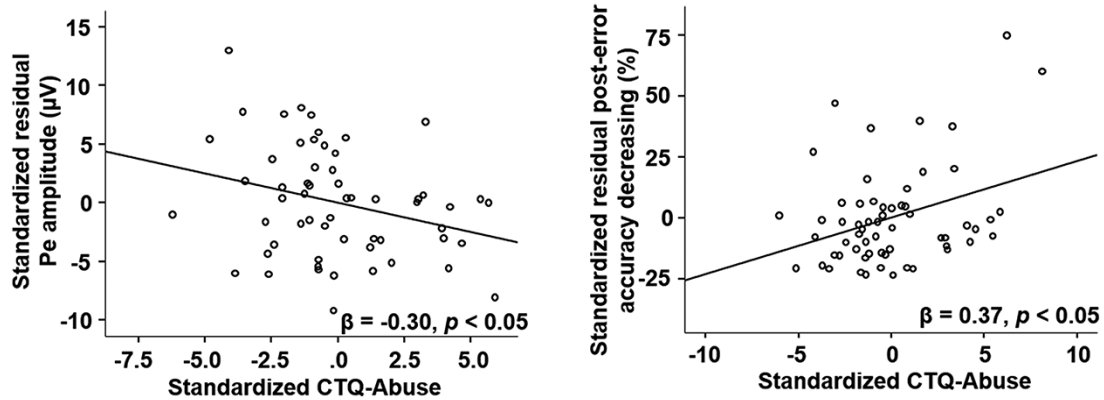 Standardized residual
Pe amplitude (µV)
15
10
5
0
-5
-10
-7.5
-5.0
-2.5
.0
2.5
5.0
β = -0.30, p < 0.05
Standardized CTQ-Abuse
Standardized residual post-error
accuracy decreasing (%)
75
50
25
0
-25
-10
-5
0
5
10
β = 0.37, p < 0.05
Standardized CTQ-Abuse